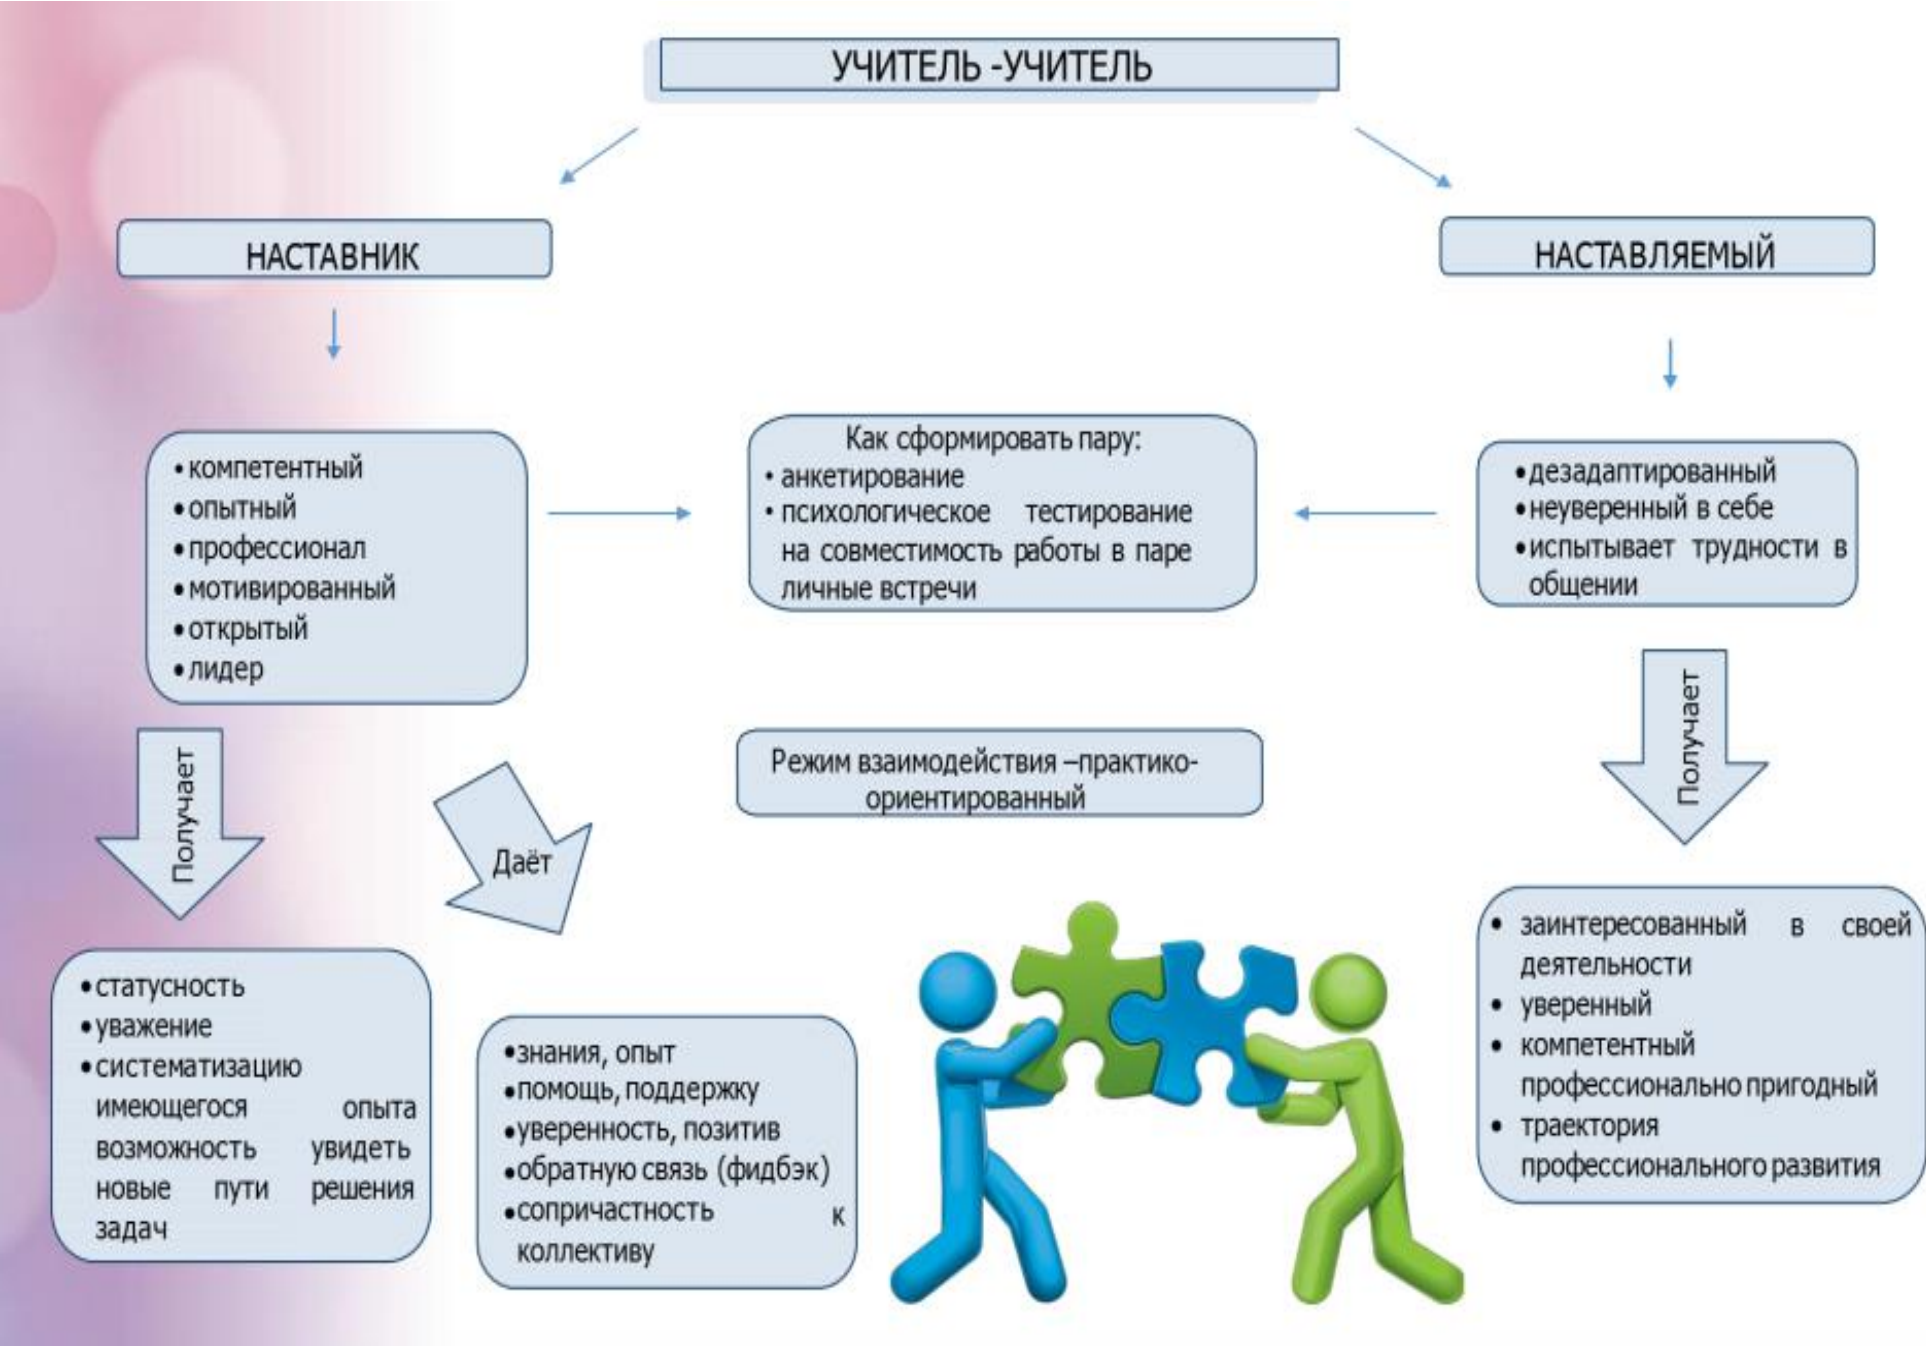 УЧИТЕЛЬ -УЧИТЕЛЬ
НАСТАВНИК
НАСТАВЛЯЕМЫЙ
•компетентный
•опытный
•профессионал
•мотивированный
•открытый
•лидер
Как сформировать пару:
• анкетирование
• психологическое тестирование
на совместимость работы в паре
личные встречи
•дезадаптированный
•неуверенный в себе
•испытывает трудности в
общении
Получает
Даёт
Режим взаимодействия –практико-
ориентированный
Получает
•статусность
•уважение
•систематизацию
имеющегося опыта
возможность увидеть
новые пути решения
задач
•знания, опыт
•помощь, поддержку
•уверенность, позитив
•обратную связь (фидбэк)
•сопричастность к
коллективу
• заинтересованный в своей
деятельности
• уверенный
• компетентный
профессионально пригодный
• траектория
профессионального развития